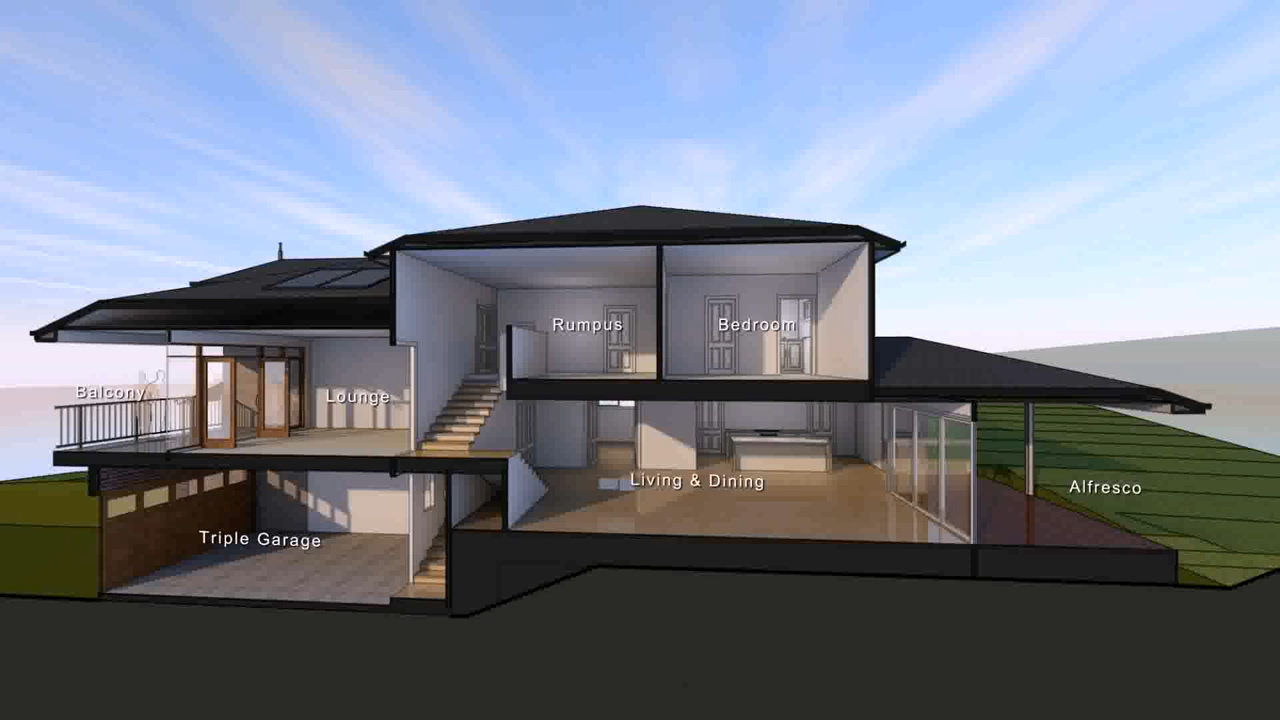 Rumpus
Bedroom
Balcony
Lounge
Living & Dining
Alfresco
Triple Garage